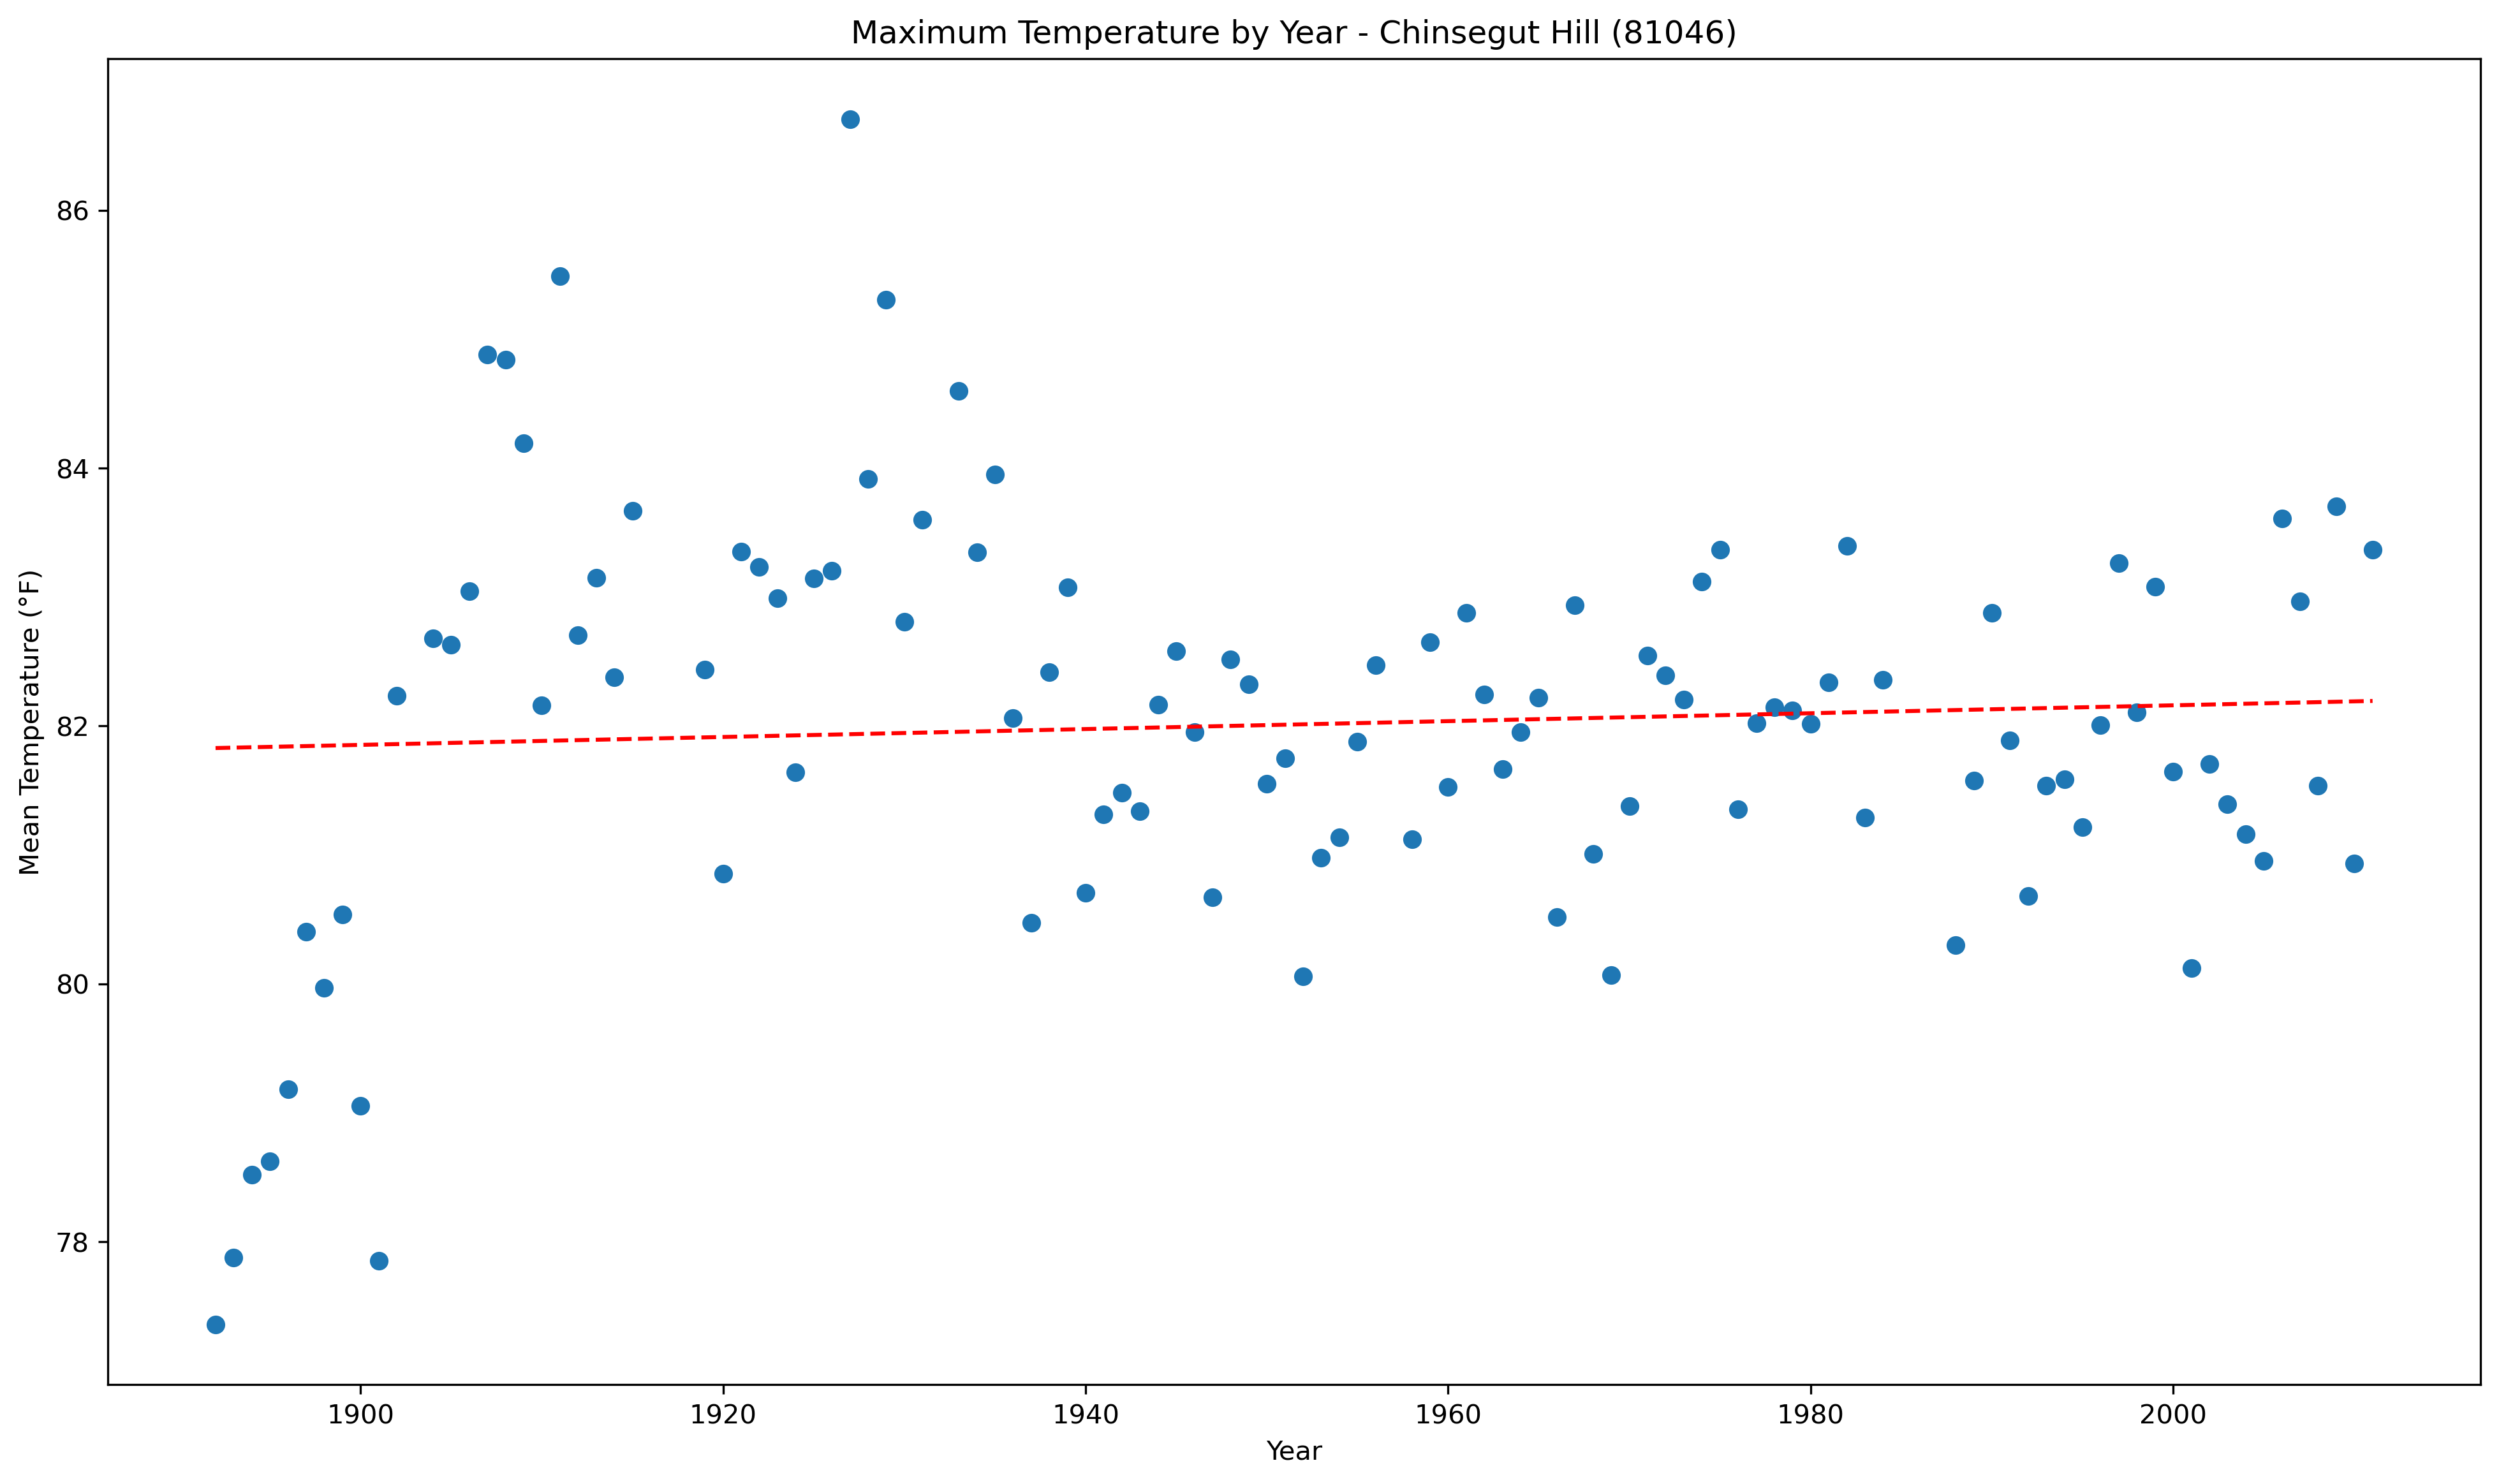 Maximum Temperature by Year - Chinsegut Hill (81046)
Mean Temperature (°F)
86
84
82
80
78
1900 1920 1940 1960 1980 2000
Year